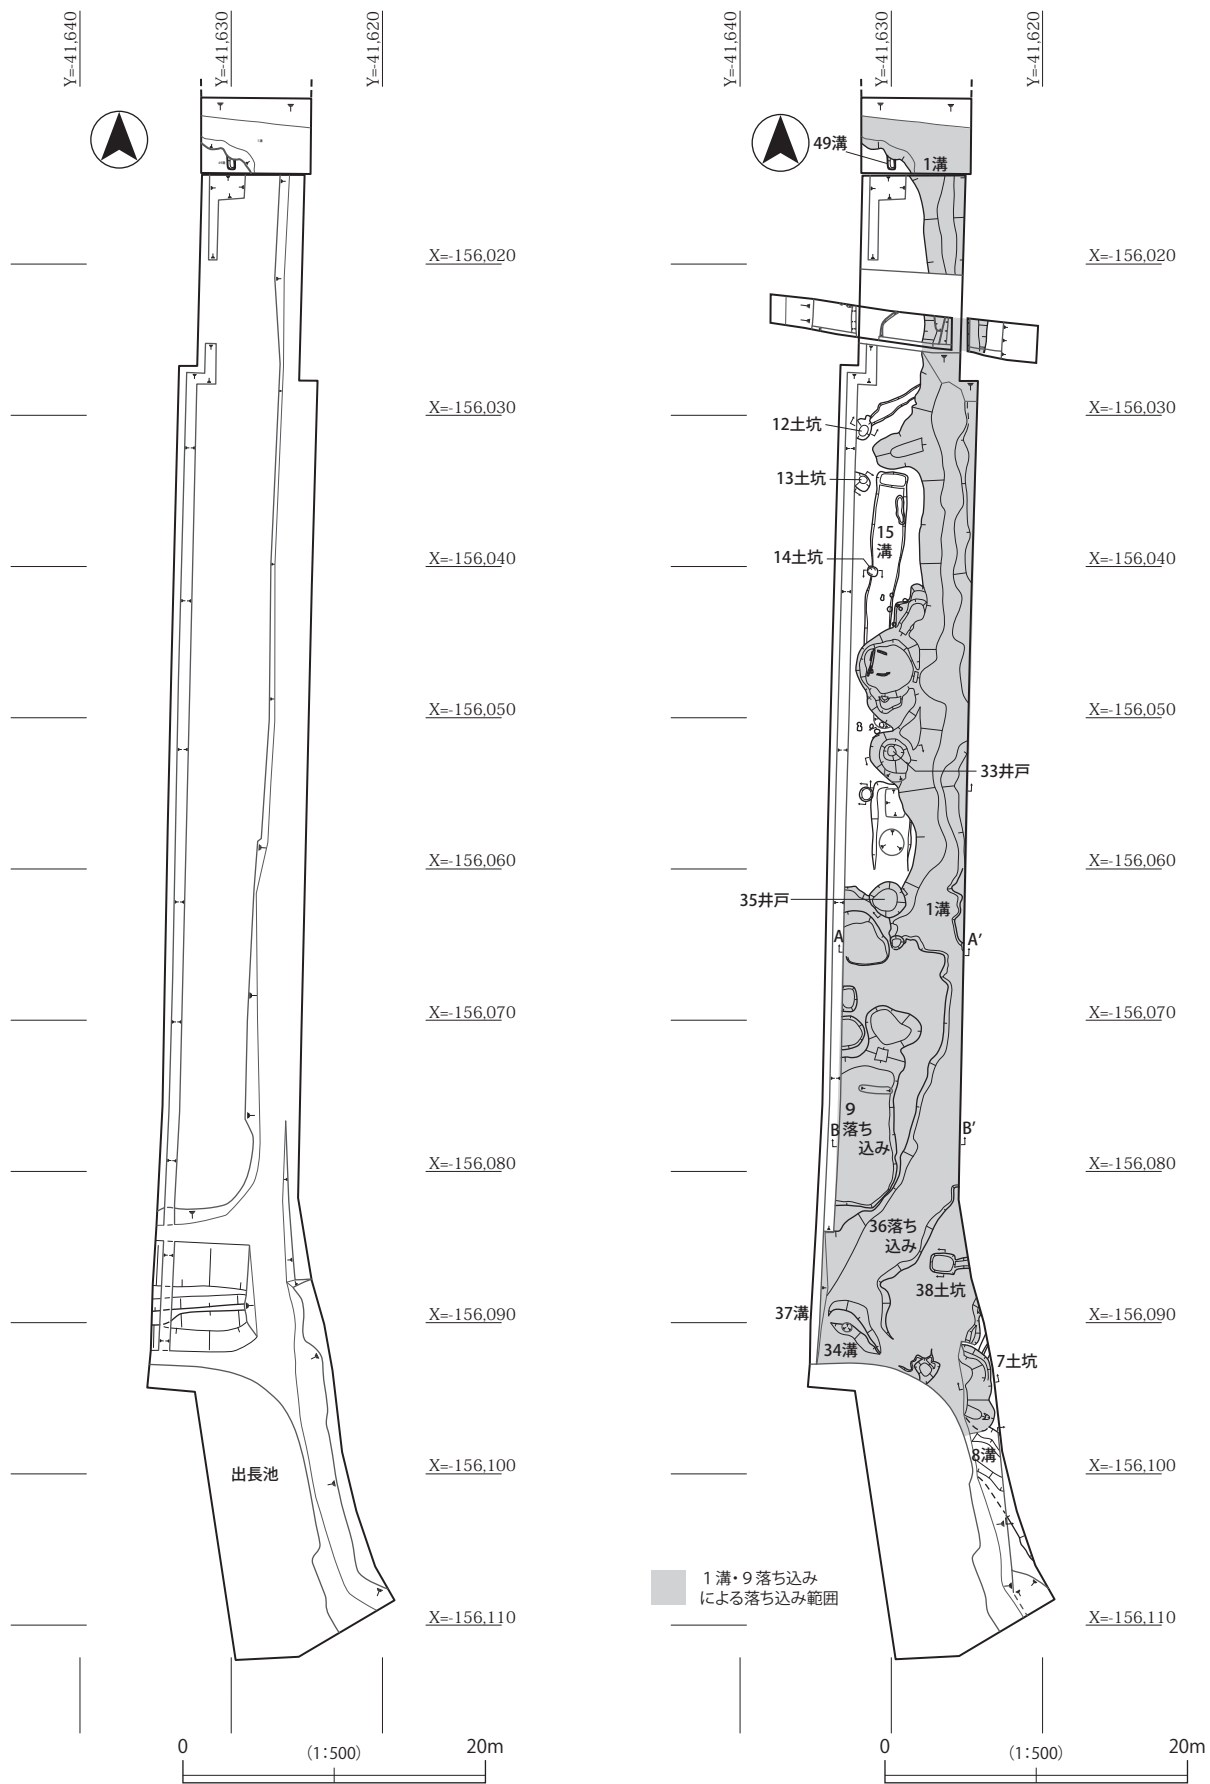 Y=-41,640
Y=-41,630
Y=-41,620
X=-156,020
X=-156,030
X=-156,040
X=-156,050
X=-156,060
X=-156,070
X=-156,080
X=-156,090
X=-156,100
X=-156,110
出長池
0
(1:500)
20m
Y=-41,640
Y=-41,630
Y=-41,620
49溝
1溝
X=-156,020
X=-156,030
12土坑
13土坑
15
溝
14土坑
X=-156,040
X=-156,050
33井戸
X=-156,060
35井戸
1溝
A
A′
X=-156,070
9
落ち
込み
B
B′
X=-156,080
36落ち
込み
38土坑
37溝
X=-156,090
34溝
7土坑
8溝
X=-156,100
1溝・9落ち込み
による落ち込み範囲
X=-156,110
0
(1:500)
20m